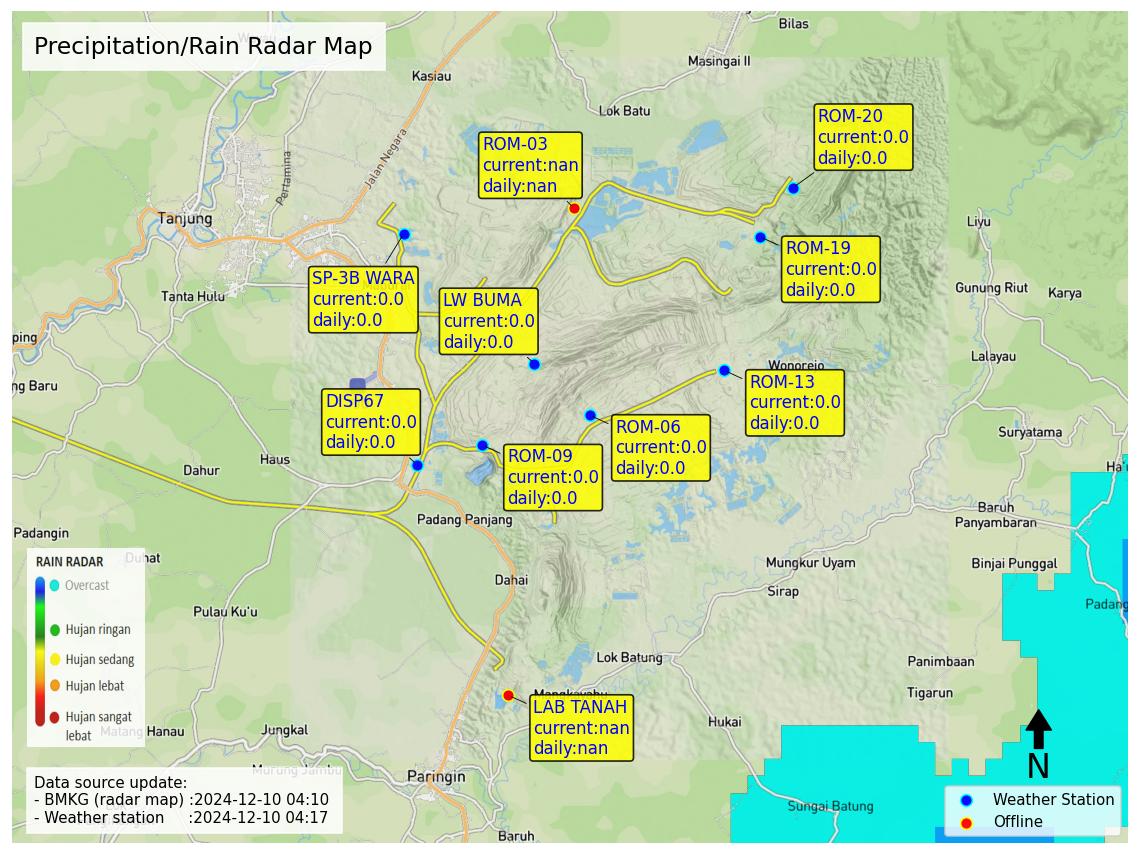 Precipitation/Rain Radar Map
Bilas
Masingai II
Kasiau
Lok Batu
Jalan Negara
Pertamina
ROM-20
current:0.0
daily:0.0
ROM-03
current:nan
daily:nan
Tanjung
Liyu
ROM-19
current:0.0
daily:0.0
SP-3B WARA
current:0.0
daily:0.0
LW BUMA
current:0.0
daily:0.0
Tanta Hulu
Gunung Riut
Karya
ping
Lalayau
Wonorejo
ng Baru
ROM-13
current:0.0
daily:0.0
DISP67
current:0.0
daily:0.0
ROM-06
current:0.0
daily:0.0
Suryatama
ROM-09
current:0.0
daily:0.0
Haus
Dahur
Ha'u
Baruh
Panyambaran
Padang Panjang
Padangin
Duhat
Mungkur Uyam
Binjai Punggal
Dahai
Sirap
Padang
Pulau Ku'u
RAIN RADAR
Overcast
Hujan ringan
Hujan sedang
Hujan lebat
Hujan sangat
lebat
Lok Batung
Panimbaan
Tigarun
LAB TANAH
current:nan
daily:nan
Hukai
Matang Hanau
Jungkal
Murung Jambu
Paringin
N
Sungai Batung
Baruh
Data source update:
- BMKG (radar map) :2024-12-10 04:10
- Weather station :2024-12-10 04:17
Weather Station
Offline